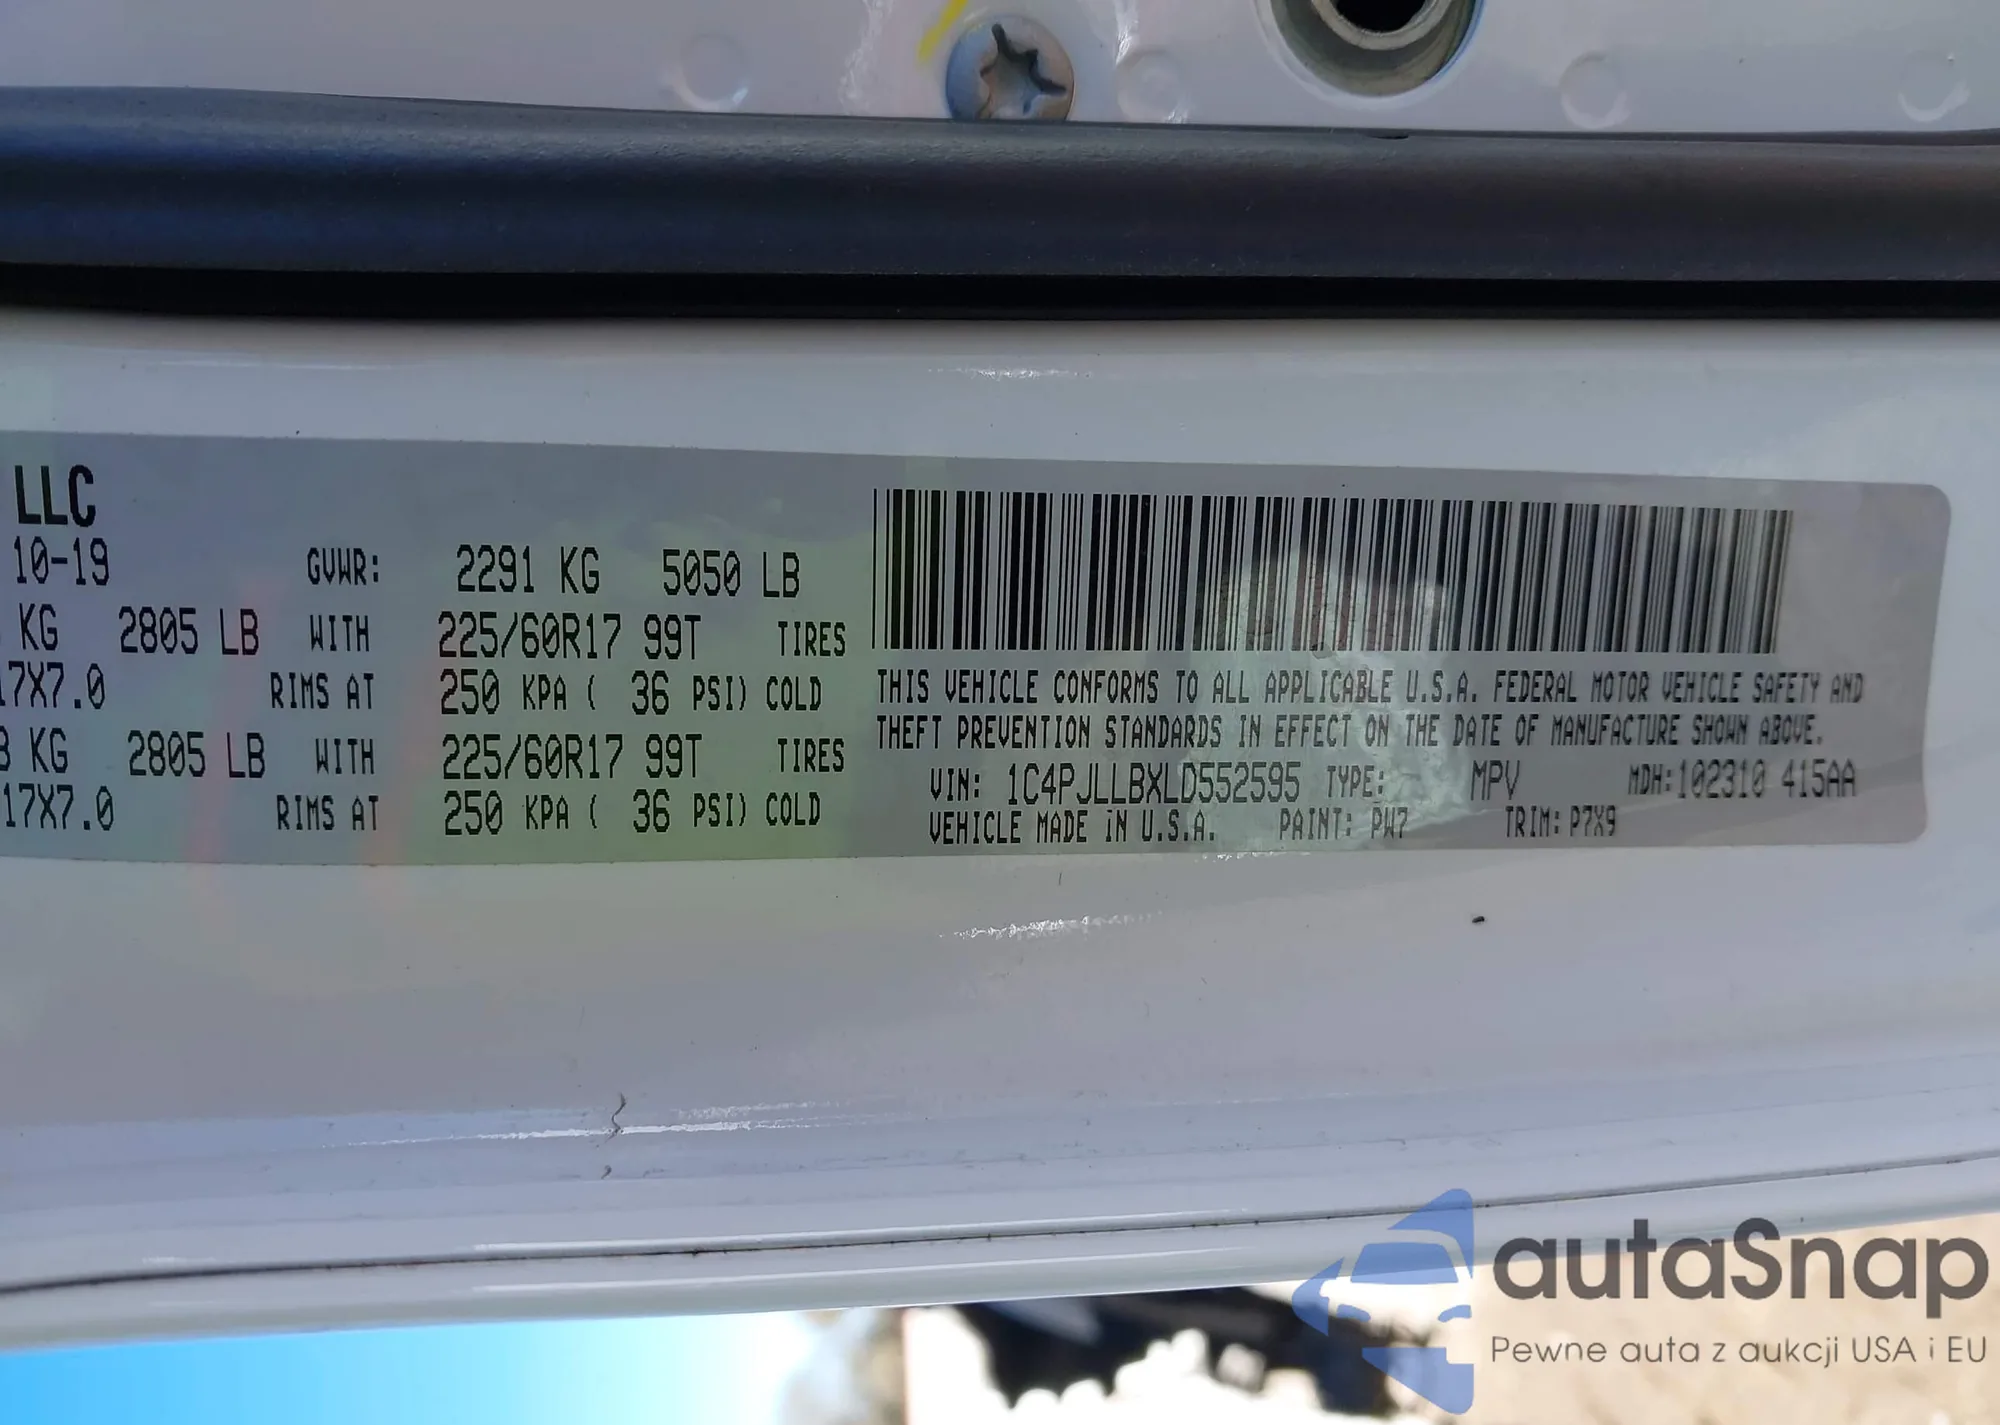 LLC
10-19 GVWR: 2291 KG 5050 LB
KG 2805 LB WITH 225/60R17 99T TIRES
17X7.0 RIMS AT 250 KPA ( 36 PSI) COLD
KG 2805 LB WITH 225/60R17 99T TIRES
17X7.0 RIMS AT 250 KPA ( 36 PSI) COLD
THIS VEHICLE CONFORMS TO ALL APPLICABLE U.S.A. FEDERAL MOTOR VEHICLE SAFETY AND
THEFT PREVENTION STANDARDS IN EFFECT ON THE DATE OF MANUFACTURE SHOWN ABOVE.
VIN: 1C4PJLLBXLD552595 TYPE: MPV MDH:102310 415AA
VEHICLE MADE IN U.S.A. PAINT: PW7 TRIM: P7X9
autaSnap
Pewne auta z aukcji USA i EU